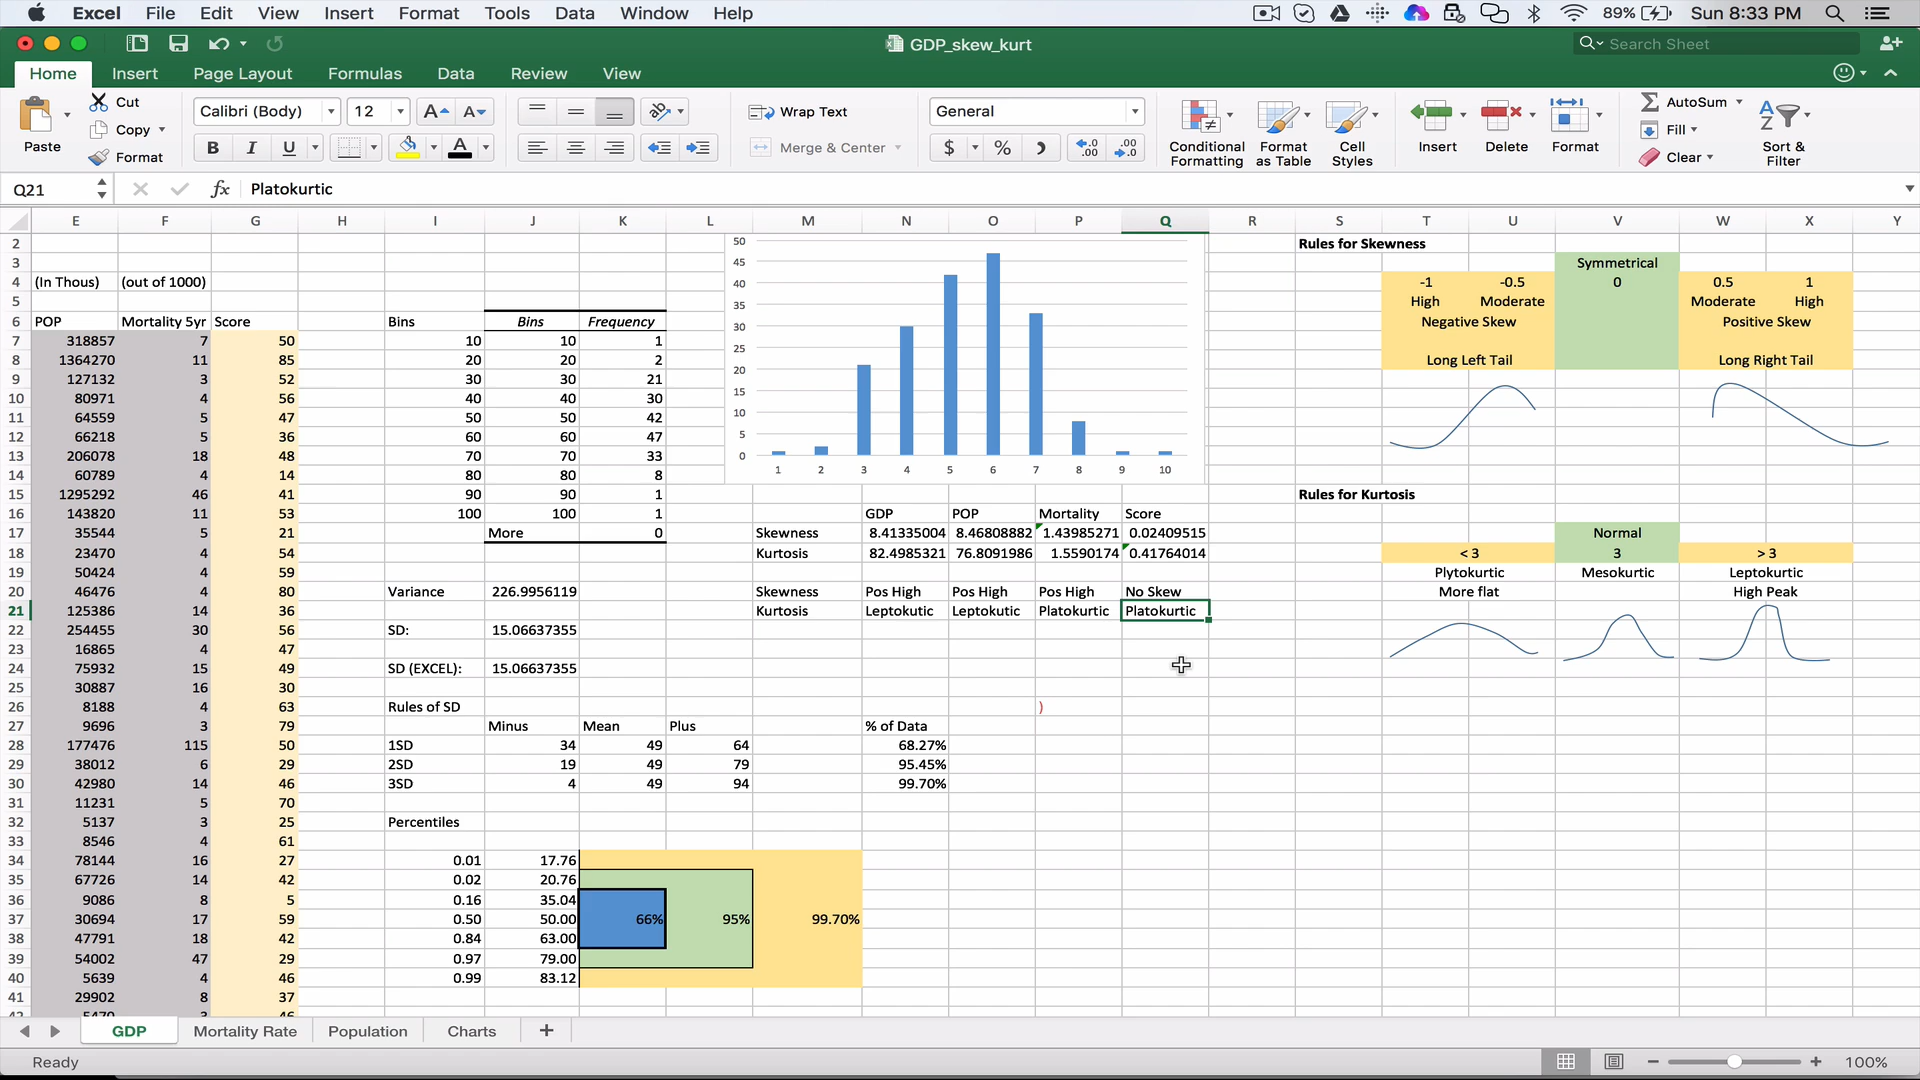 Excel File Edit View Insert Format Tools Data Window Help 89% Sun 8:33 PM
GDP_skew_kurt Search Sheet
Home Insert Page Layout Formulas Data Review View
Paste Cut Copy Format Calibri (Body) 12 Wrap Text Merge & Center General Conditional Formatting Format as Table Cell Styles Insert Delete Format AutoSum Fill Clear Sort & Filter
Q21 fx Platokurtic
E F G H I J K L M N O P Q R S T U V W X Y
2 50 Rules for Skewness
3 45 Symmetrical
4 (In Thous) (out of 1000) 40 -1 -0.5 0 0.5 1
5 35 High Moderate Moderate High
6 POP Mortality 5yr Score Bins Bins Frequency 30 Negative Skew Positive Skew
7 318857 7 50 10 10 1 25
8 1364270 11 85 20 20 2 20 Long Left Tail Long Right Tail
9 127132 3 52 30 30 21 15
10 80971 4 56 40 40 30 10
11 64559 5 47 50 50 42 5
12 66218 5 36 60 60 47 0
13 206078 18 48 70 70 33 1 2 3 4 5 6 7 8 9 10
14 60789 4 14 80 80 8
15 1295292 46 41 90 90 1 Rules for Kurtosis
16 143820 11 53 100 100 1 GDP POP Mortality Score
17 35544 5 21 More 0 Skewness 8.41335004 8.46808882 1.43985271 0.02409515 Normal
18 23470 4 54 Kurtosis 82.4985321 76.8091986 1.5590174 0.41764014 < 3 3 > 3
19 50424 4 59 Plytokurtic Mesokurtic Leptokurtic
20 46476 4 80 Variance 226.9956119 Skewness Pos High Pos High Pos High No Skew More flat High Peak
21 125386 14 36 Kurtosis Leptokutic Leptokutic Platokurtic Platokurtic
22 254455 30 56 SD: 15.06637355
23 16865 4 47
24 75932 15 49 SD (EXCEL): 15.06637355
25 30887 16 30
26 8188 4 63 Rules of SD )
27 9696 3 79 Minus Mean Plus % of Data
28 177476 115 50 1SD 34 49 64 68.27%
29 38012 6 29 2SD 19 49 79 95.45%
30 42980 14 46 3SD 4 49 94 99.70%
31 11231 5 70
32 5137 3 25 Percentiles
33 8546 4 61
34 78144 16 27 0.01 17.76
35 67726 14 42 0.02 20.76
36 9086 8 5 0.16 35.04
37 30694 17 59 0.50 50.00 66% 95% 99.70%
38 47791 18 42 0.84 63.00
39 54002 47 29 0.97 79.00
40 5639 4 46 0.99 83.12
41 29902 8 37
GDP Mortality Rate Population Charts +
Ready 100%